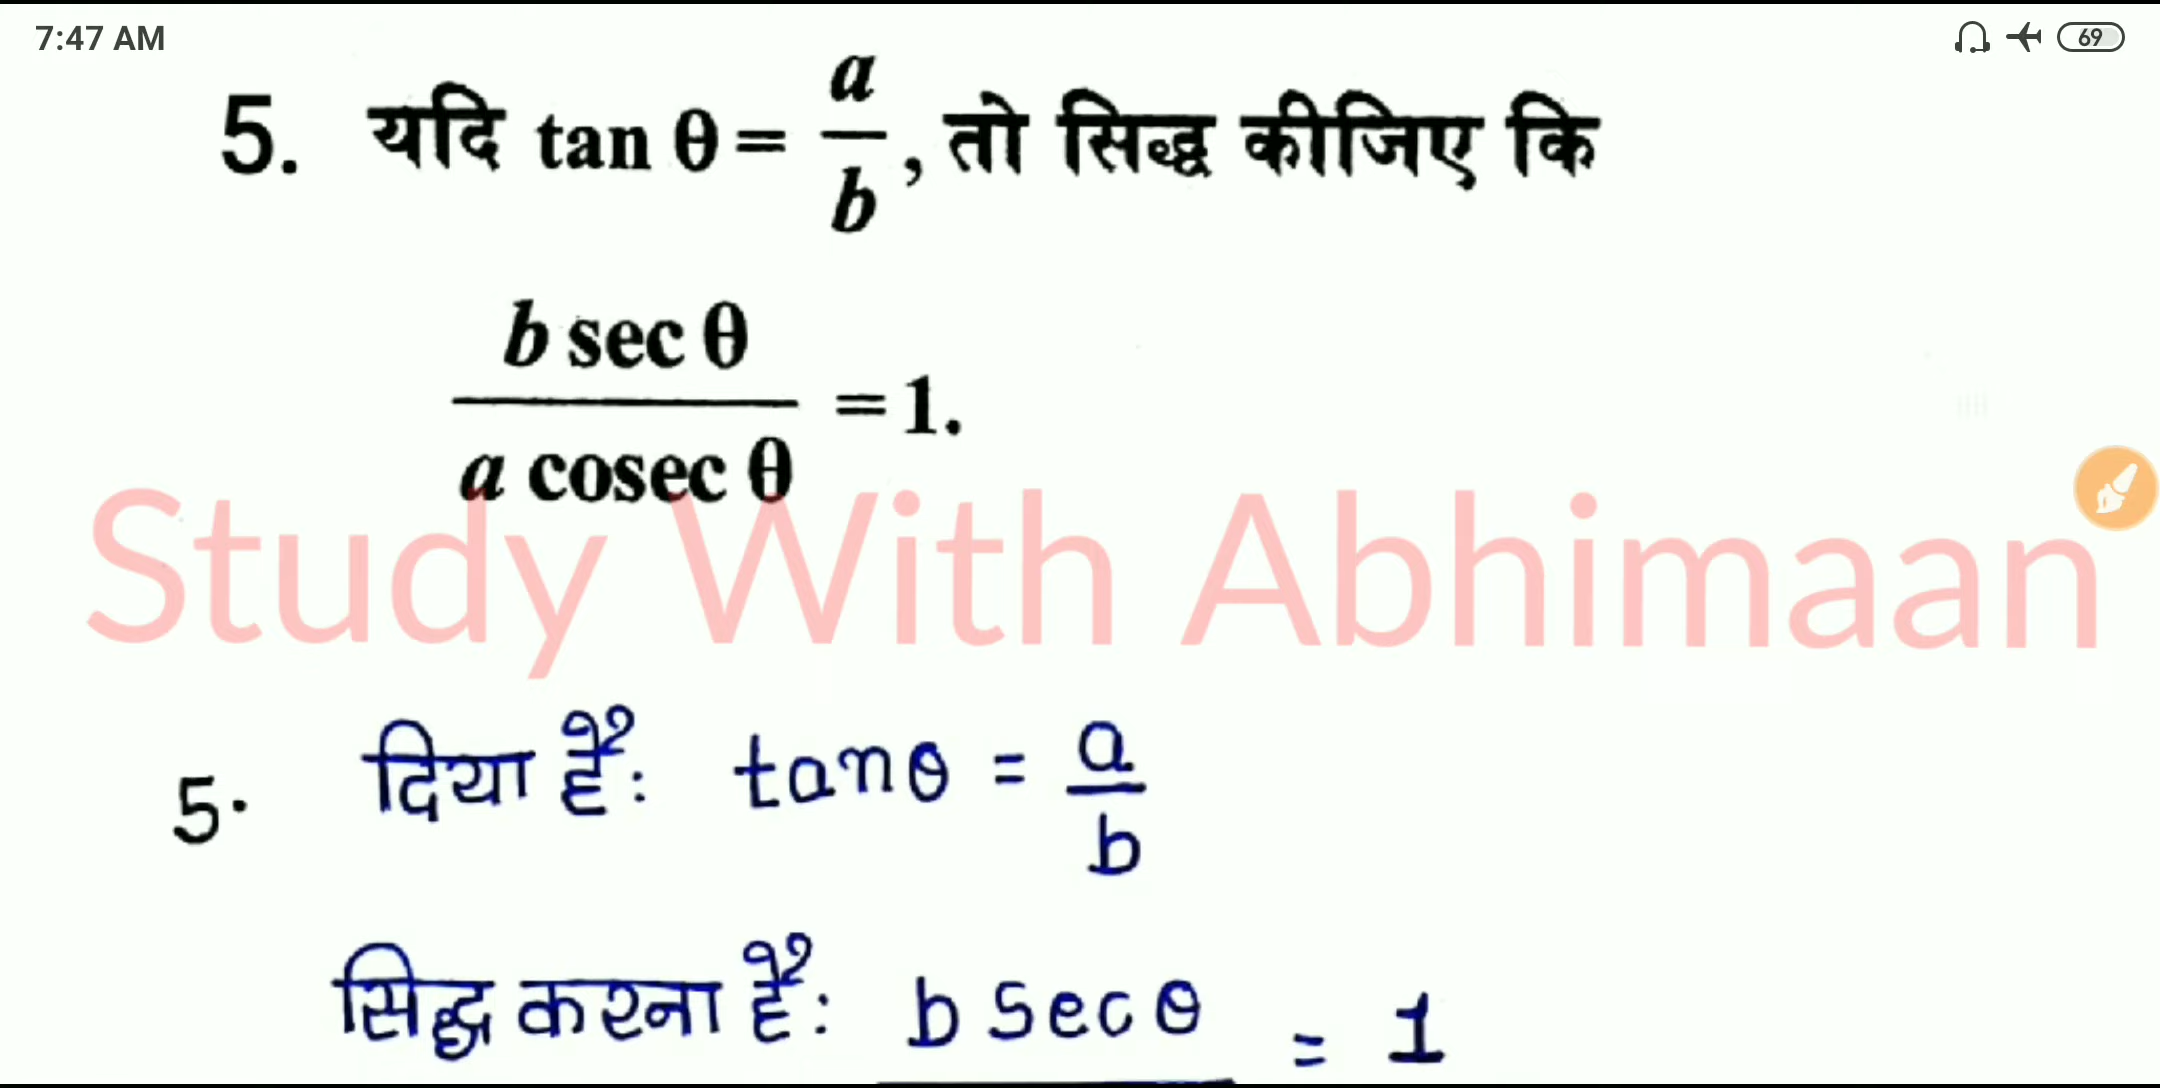 7:47 AM 69
5. यदि tan θ = a/b, तो सिद्ध कीजिए कि
b sec θ / a cosec θ = 1.
Study With Abhimaan
5. दिया है: tanθ = a/b
सिद्ध करना है: b secθ = 1